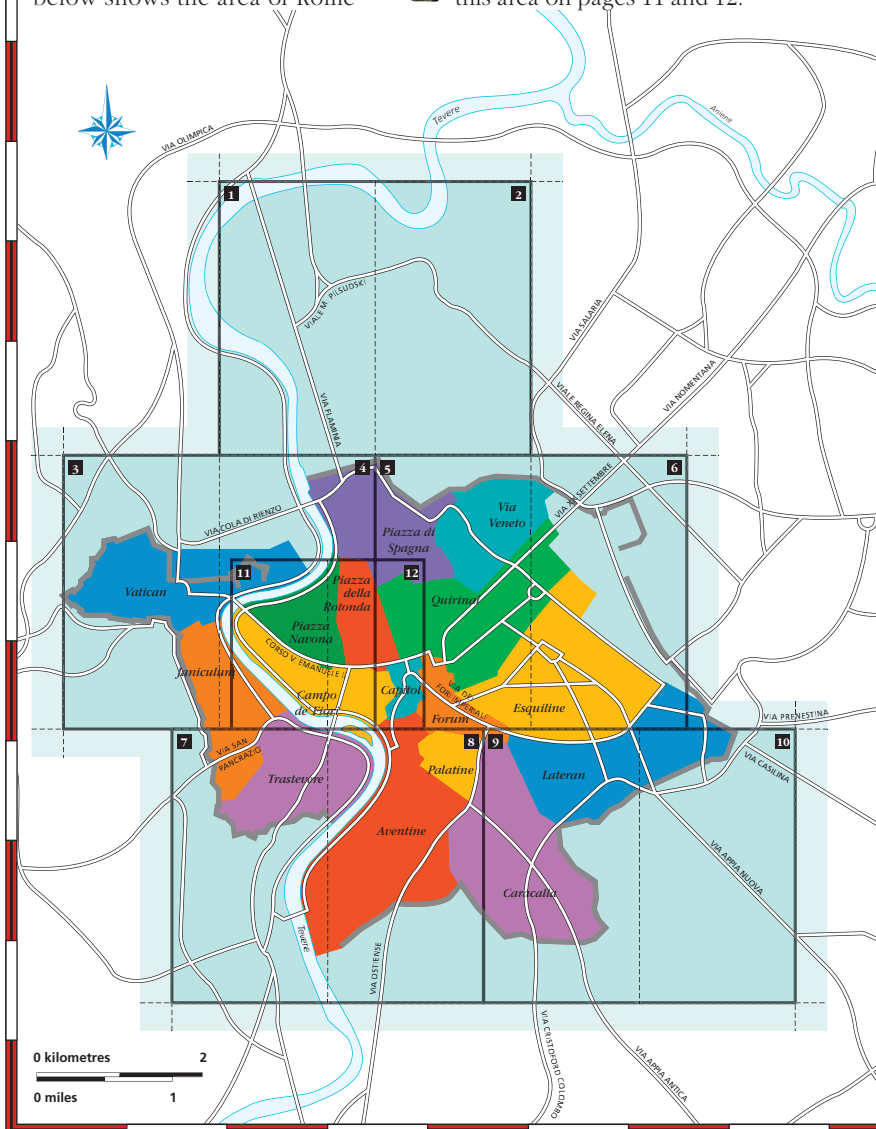 below shows the area of Rome
this area on pages 11 and 12.
Tevere
Aniene
VIA OLIMPICA
1
2
VIALE M. PILSUDSKI
VIA SALARIA
VIA FLAMINIA
VIALE REGINA ELENA
VIA NOMENTANA
3
4
5
6
VIA COLA DI RIENZO
VIA XX SETTEMBRE
Via
Veneto
Piazza di
Spagna
11
12
Vatican
Piazza
della
Rotonda
Quirinal
Piazza
Navona
CORSO V. EMANUELE II
Janiculum
Campo
de' Fiori
Capitol
VIA DEI
FORI IMPERIALI
Forum
Esquiline
VIA PRENESTINA
7
8
9
10
VIA SAN
PANCRAZIO
Trastevere
Palatine
Lateran
VIA CASILINA
Aventine
VIA APPIA NUOVA
Caracalla
Tevere
VIA OSTIENSE
VIA CRISTOFORO COLOMBO
VIA APPIA ANTICA
0 kilometres 2
0 miles 1